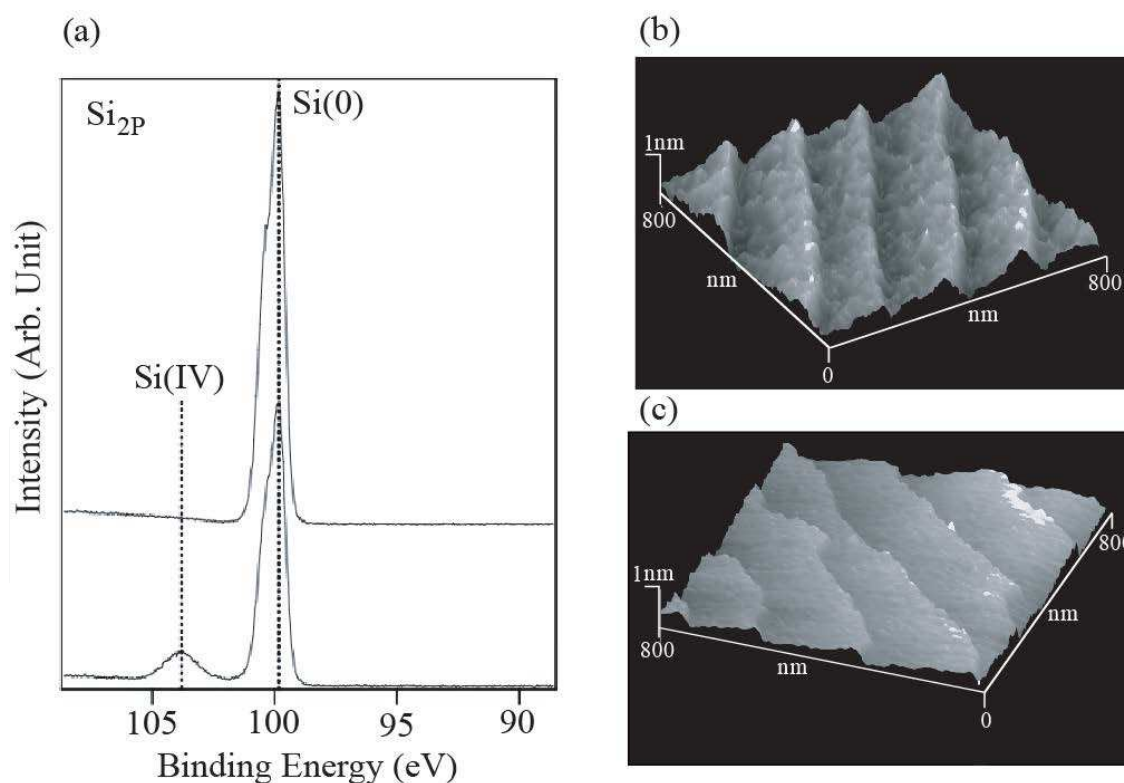 (a)
Si2P
Si(0)
Si(IV)
Intensity (Arb. Unit)
105
100
95
90
Binding Energy (eV)
(b)
1nm
800
nm
0
nm
800
(c)
1nm
800
nm
0
nm
800